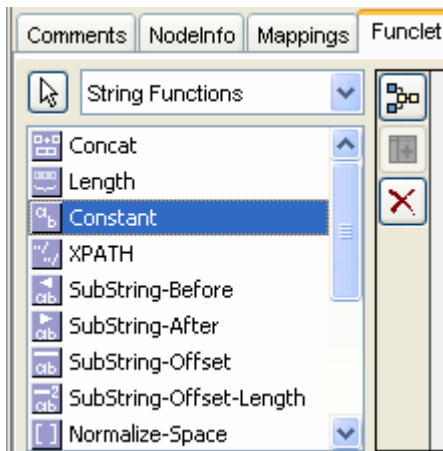 Comments NodeInfo Mappings Funclet
String Functions
Concat
Length
Constant
XPATH
SubString-Before
SubString-After
SubString-Offset
SubString-Offset-Length
Normalize-Space